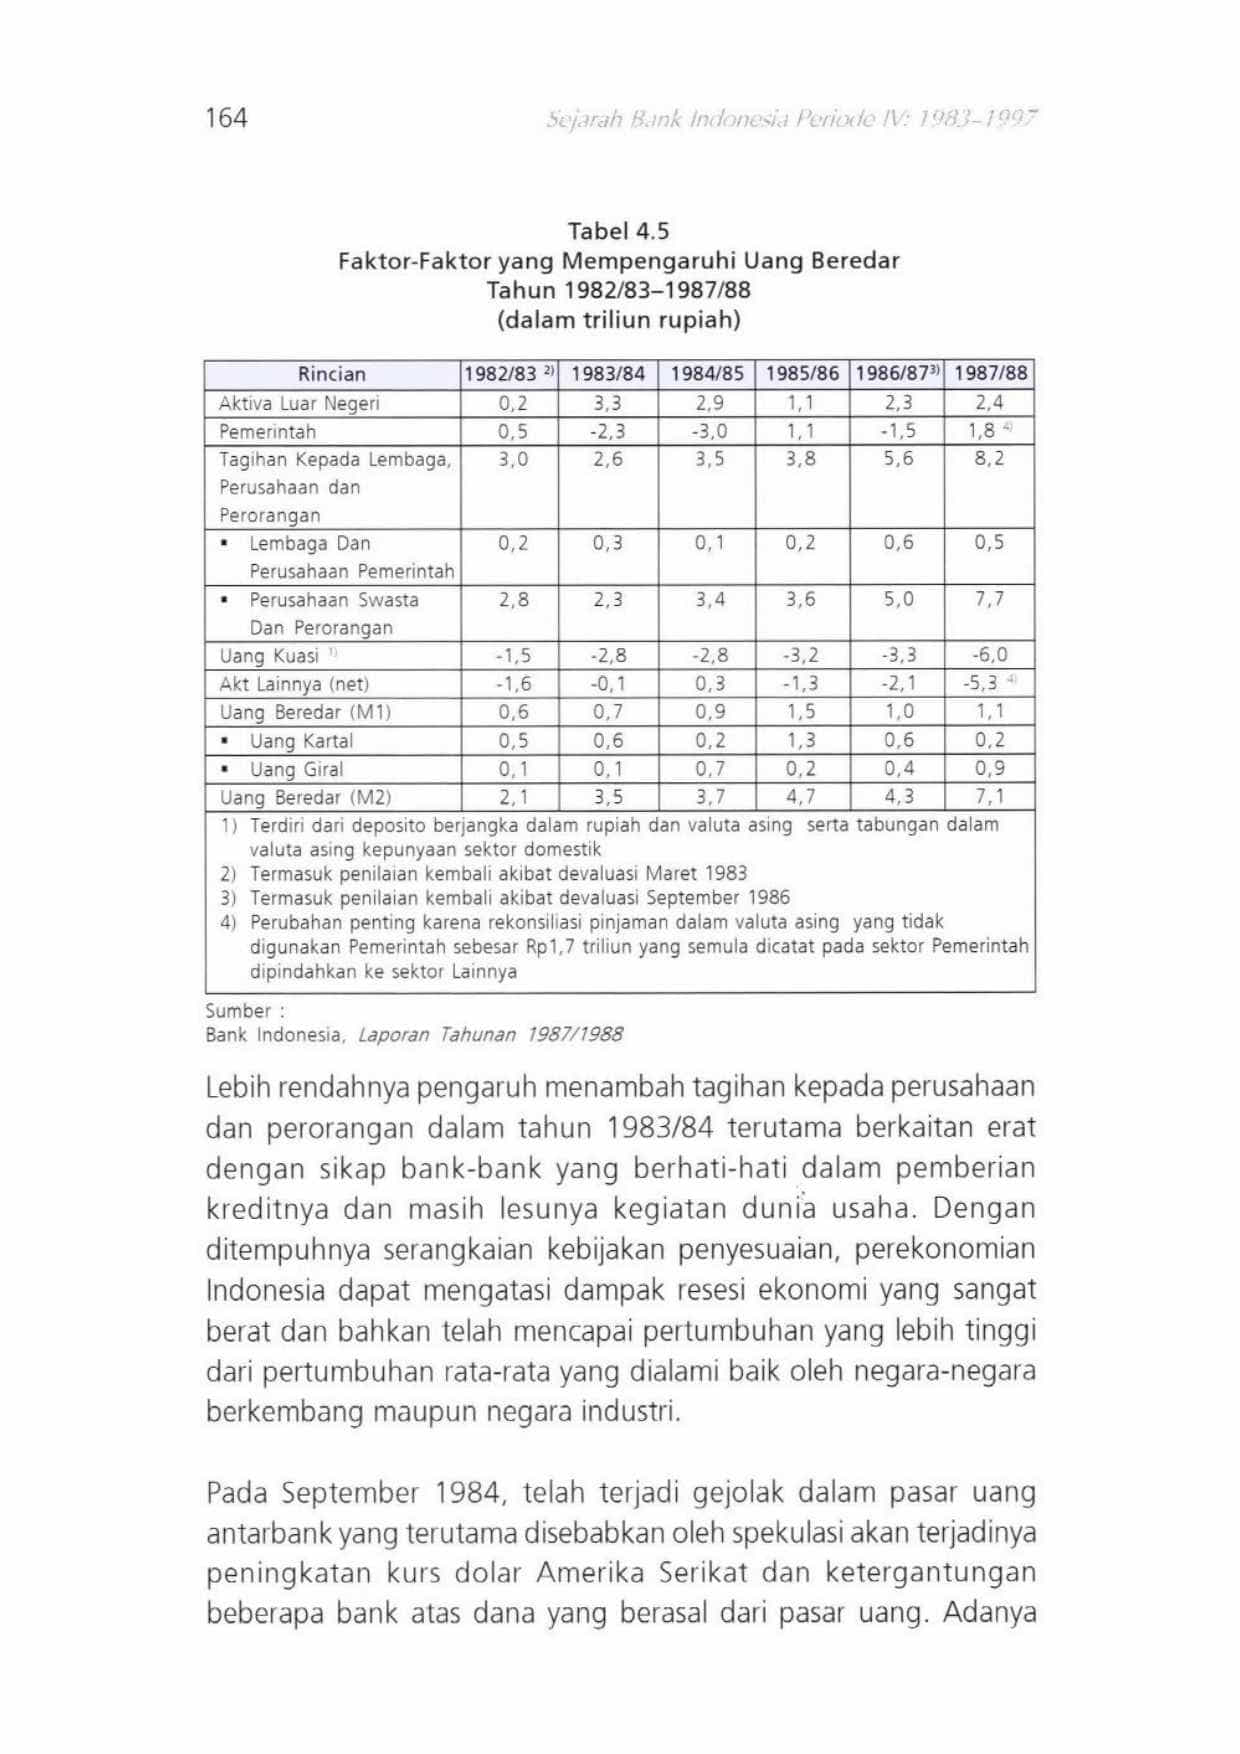 164
Sejarah Bank Indonesia Periode IV: 1983–1997
Tabel 4.5
Faktor-Faktor yang Mempengaruhi Uang Beredar
Tahun 1982/83–1987/88
(dalam triliun rupiah)
Rincian 1982/83 2) 1983/84 1984/85 1985/86 1986/87 3) 1987/88
Aktiva Luar Negeri 0,2 3,3 2,9 1,1 2,3 2,4
Pemerintah 0,5 -2,3 -3,0 1,1 -1,5 1,8 4)
Tagihan Kepada Lembaga, 3,0 2,6 3,5 3,8 5,6 8,2
Perusahaan dan
Perorangan
▪ Lembaga Dan 0,2 0,3 0,1 0,2 0,6 0,5
Perusahaan Pemerintah
▪ Perusahaan Swasta 2,8 2,3 3,4 3,6 5,0 7,7
Dan Perorangan
Uang Kuasi 1) -1,5 -2,8 -2,8 -3,2 -3,3 -6,0
Akt Lainnya (net) -1,6 -0,1 0,3 -1,3 -2,1 -5,3 4)
Uang Beredar (M1) 0,6 0,7 0,9 1,5 1,0 1,1
▪ Uang Kartal 0,5 0,6 0,2 1,3 0,6 0,2
▪ Uang Giral 0,1 0,1 0,7 0,2 0,4 0,9
Uang Beredar (M2) 2,1 3,5 3,7 4,7 4,3 7,1
1) Terdiri dari deposito berjangka dalam rupiah dan valuta asing serta tabungan dalam
valuta asing kepunyaan sektor domestik
2) Termasuk penilaian kembali akibat devaluasi Maret 1983
3) Termasuk penilaian kembali akibat devaluasi September 1986
4) Perubahan penting karena rekonsiliasi pinjaman dalam valuta asing yang tidak
digunakan Pemerintah sebesar Rp1,7 triliun yang semula dicatat pada sektor Pemerintah
dipindahkan ke sektor Lainnya
Sumber :
Bank Indonesia, Laporan Tahunan 1987/1988
Lebih rendahnya pengaruh menambah tagihan kepada perusahaan
dan perorangan dalam tahun 1983/84 terutama berkaitan erat
dengan sikap bank-bank yang berhati-hati dalam pemberian
kreditnya dan masih lesunya kegiatan dunia usaha. Dengan
ditempuhnya serangkaian kebijakan penyesuaian, perekonomian
Indonesia dapat mengatasi dampak resesi ekonomi yang sangat
berat dan bahkan telah mencapai pertumbuhan yang lebih tinggi
dari pertumbuhan rata-rata yang dialami baik oleh negara-negara
berkembang maupun negara industri.
Pada September 1984, telah terjadi gejolak dalam pasar uang
antarbank yang terutama disebabkan oleh spekulasi akan terjadinya
peningkatan kurs dolar Amerika Serikat dan ketergantungan
beberapa bank atas dana yang berasal dari pasar uang. Adanya